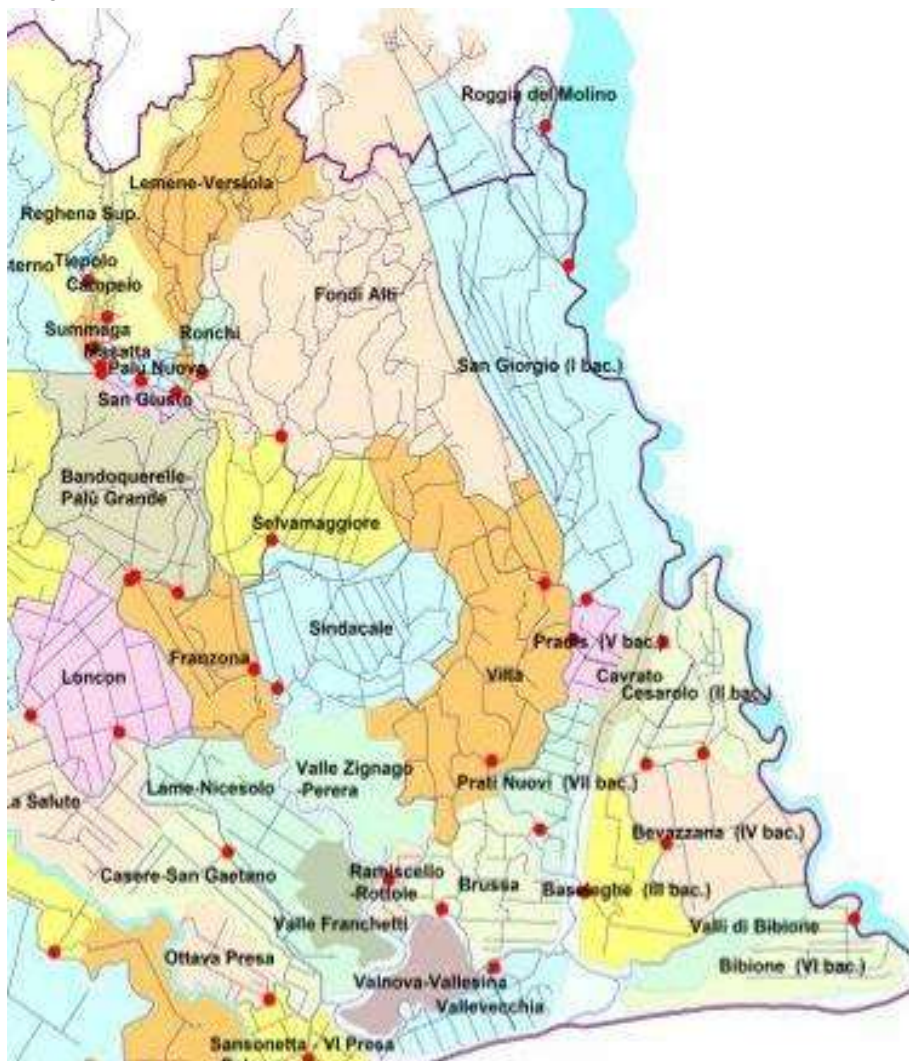 Roggia del Molino
Lemene-Versiola
Reghena Sup.
Tiepolo
Fondi Alti
Summaga
Ronchi
Palù Nuovo
San Giusto
San Giorgio (I bac.)
Bandoquerelle-
Palù Grande
Selvamaggiore
Sindacale
Franzona
Loncon
Villa
Pradis (V bac.)
Cavrato
Cesarolo (II bac.)
Valle Zignago
-Perera
Lame-Nicesolo
Prati Nuovi (VII bac.)
La Salute
Bevazzana (IV bac.)
Casere-San Gaetano
Ramiscello
-Rottole
Brussa
Baseleghe (III bac.)
Valle Franchetti
Valli di Bibione
Ottava Presa
Bibione (VI bac.)
Valnova-Vallesina
Vallevecchia
Sansonetta - VI Presa